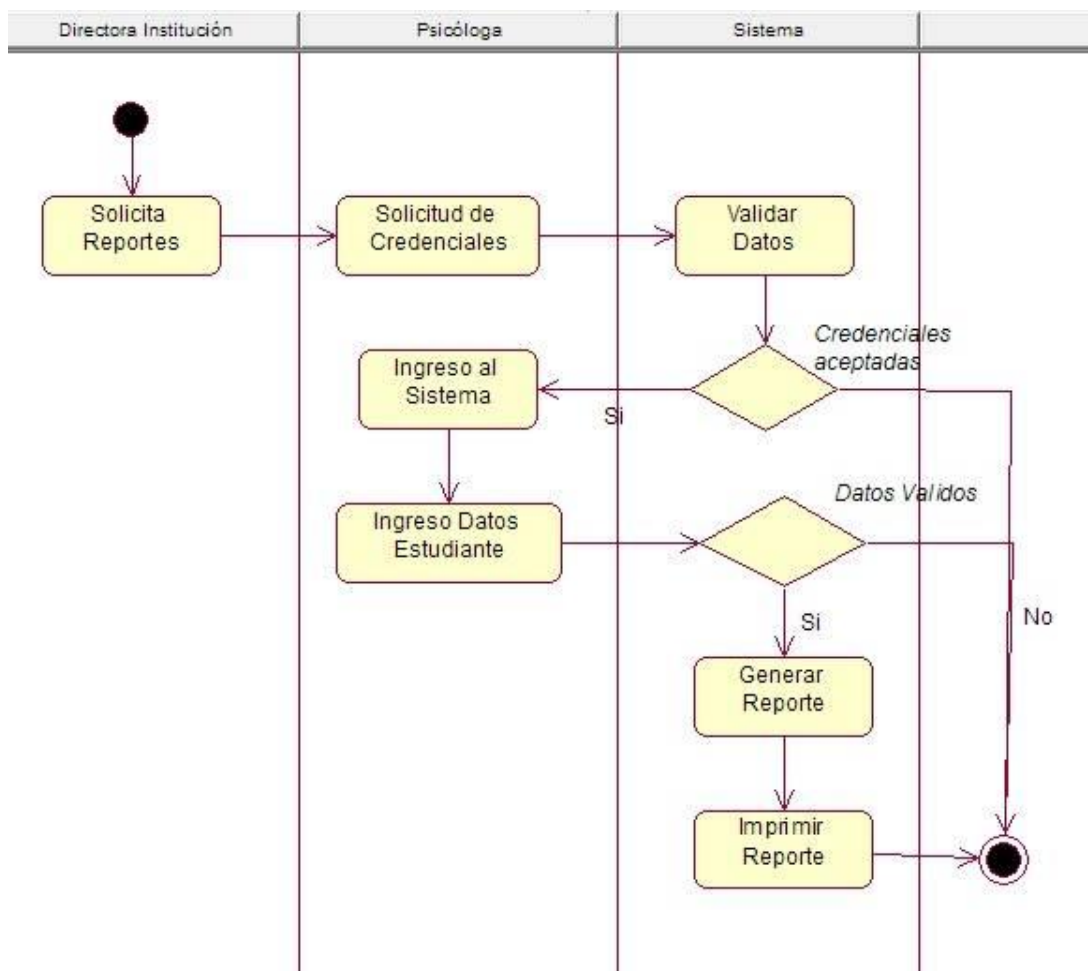 Directora Institución
Psicóloga
Sistema
Solicita
Reportes
Solicitud de
Credenciales
Validar
Datos
Credenciales
aceptadas
Ingreso al
Sistema
Si
Datos Validos
Ingreso Datos
Estudiante
Si
No
Generar
Reporte
Imprimir
Reporte